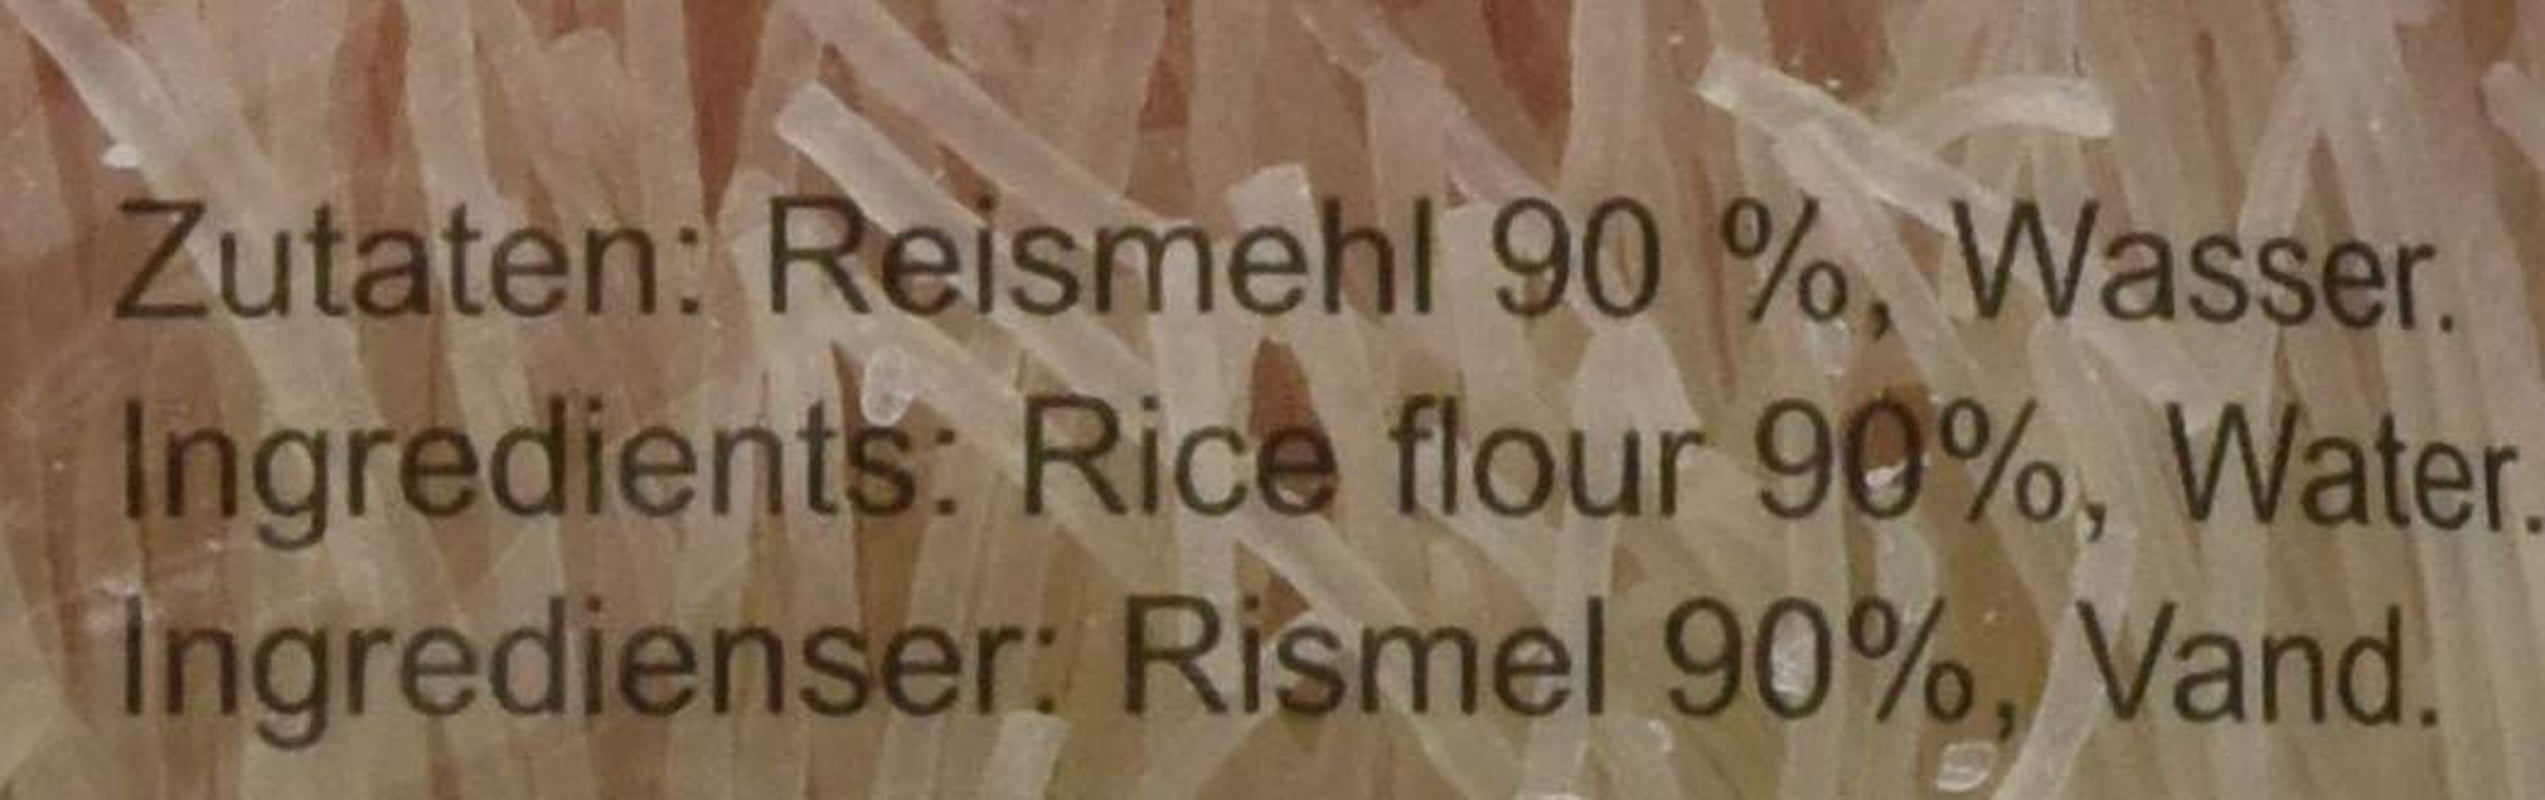 Zutaten: Reismehl 90 %, Wasser.
Ingredients: Rice flour 90%, Water.
Ingredienser: Rismel 90%, Vand.